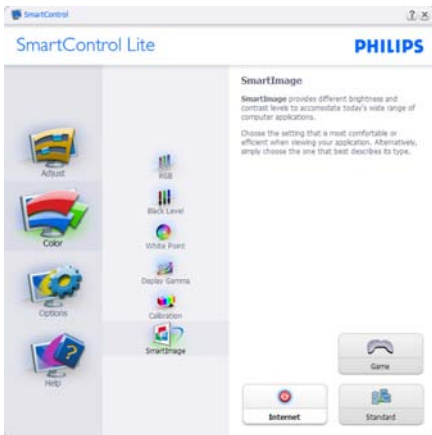 SmartControl
SmartControl Lite
PHILIPS
Adjust
Color
Options
Help
RGB
Black Level
White Point
Display Gamma
Calibration
SmartImage
SmartImage
SmartImage provides different brightness and
contrast levels to accomodate today's wide range of
computer applications.
Choose the setting that is most comfortable or
efficient when viewing your application. Alternatively,
simply choose the one that best describes its type.
Game
Internet
Standard